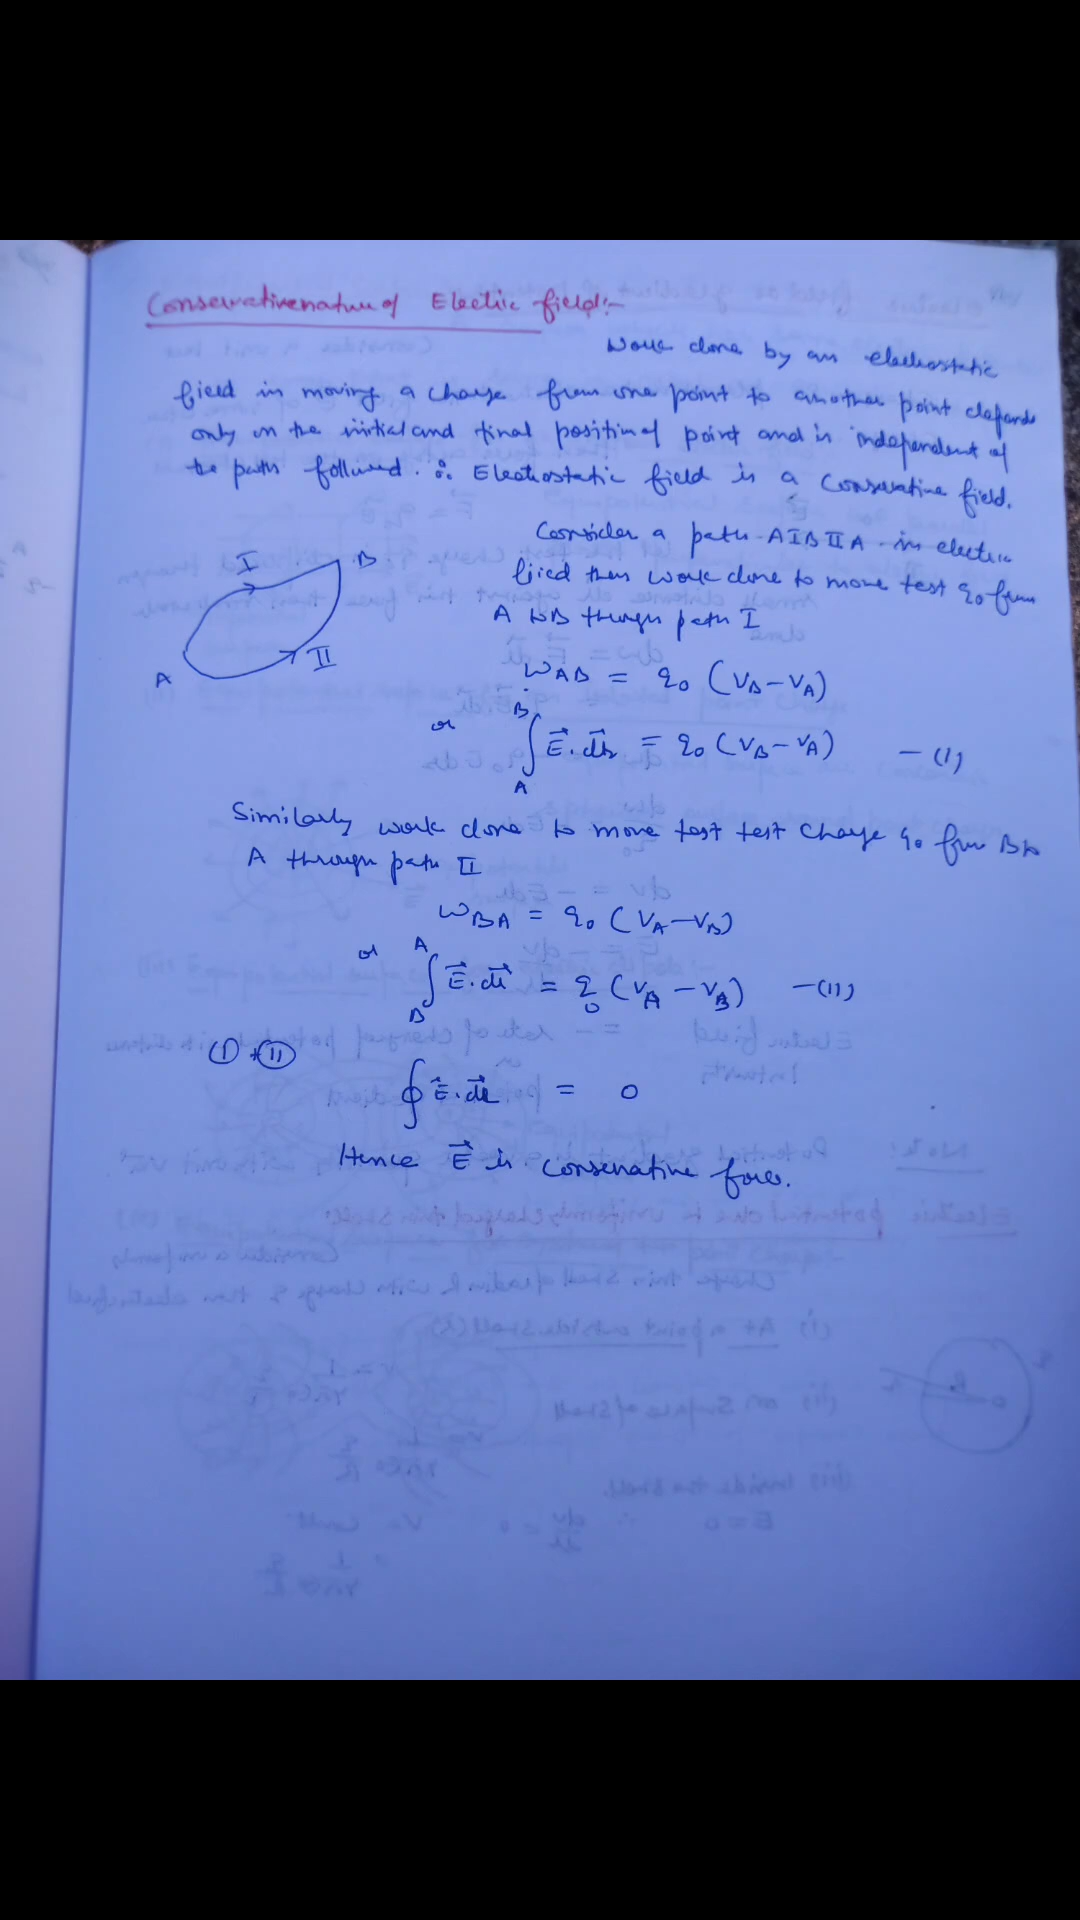 Conservative nature of Electric field:-
Work done by an electrostatic
field in moving a charge from one point to another point depends
only on the initial and final position of point and is independent of
the path followed. ∴ Electrostatic field is a conservative field.
Consider a path AIBIIA in electric
field then work done to move test q₀ from
A to B through path I
I
B
A
II
W_AB = q₀ (V_B – V_A)
or ∫_A^B E⃗.dr⃗ = q₀ (V_B – V_A) —(I)
Similarly work done to move test test charge q₀ from B to
A through path II
W_BA = q₀ (V_A – V_B)
or ∫_B^A E⃗.dr⃗ = q₀ (V_A – V_B) —(II)
I + II
∮ E⃗.dr⃗ = 0
Hence E⃗ is conservative force.